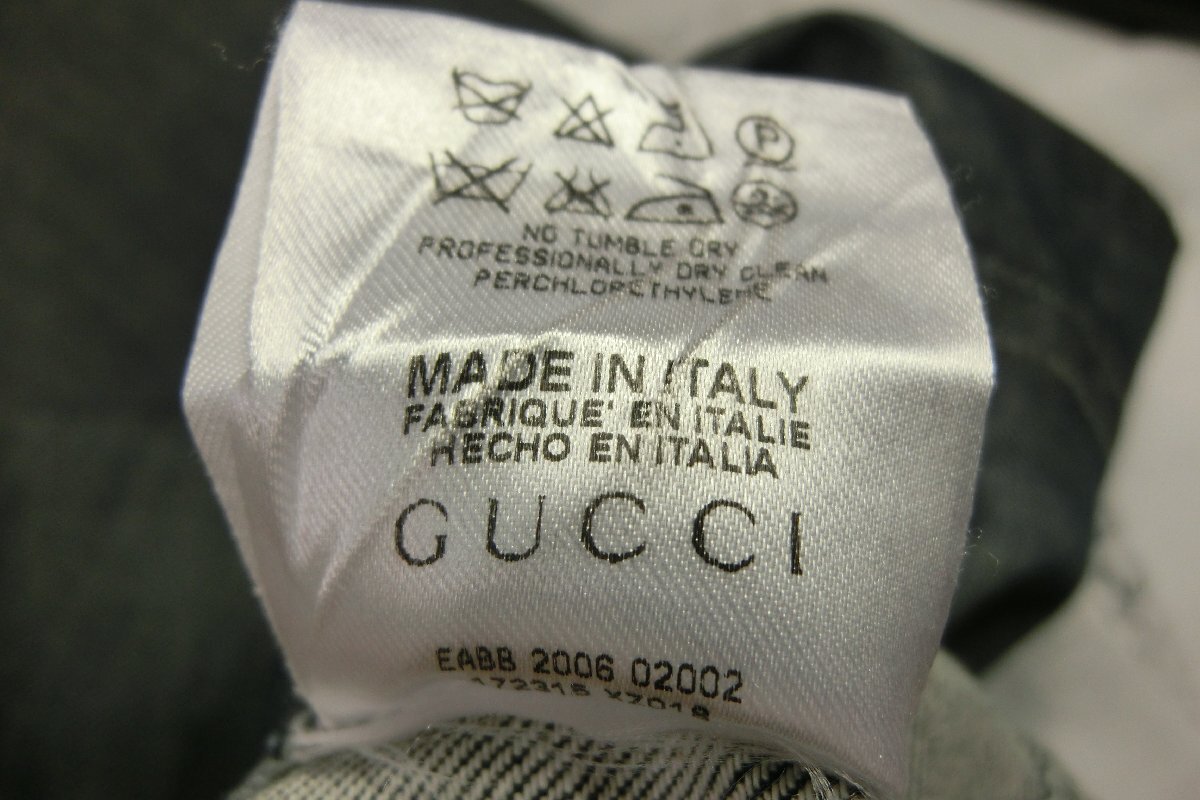 P
NO TUMBLE DRY
PROFESSIONALLY DRY CLEAN
PERCHLORETHYLENE
MADE IN ITALY
FABRIQUE' EN ITALIE
HECHO EN ITALIA
GUCCI
EABB 2006 02002